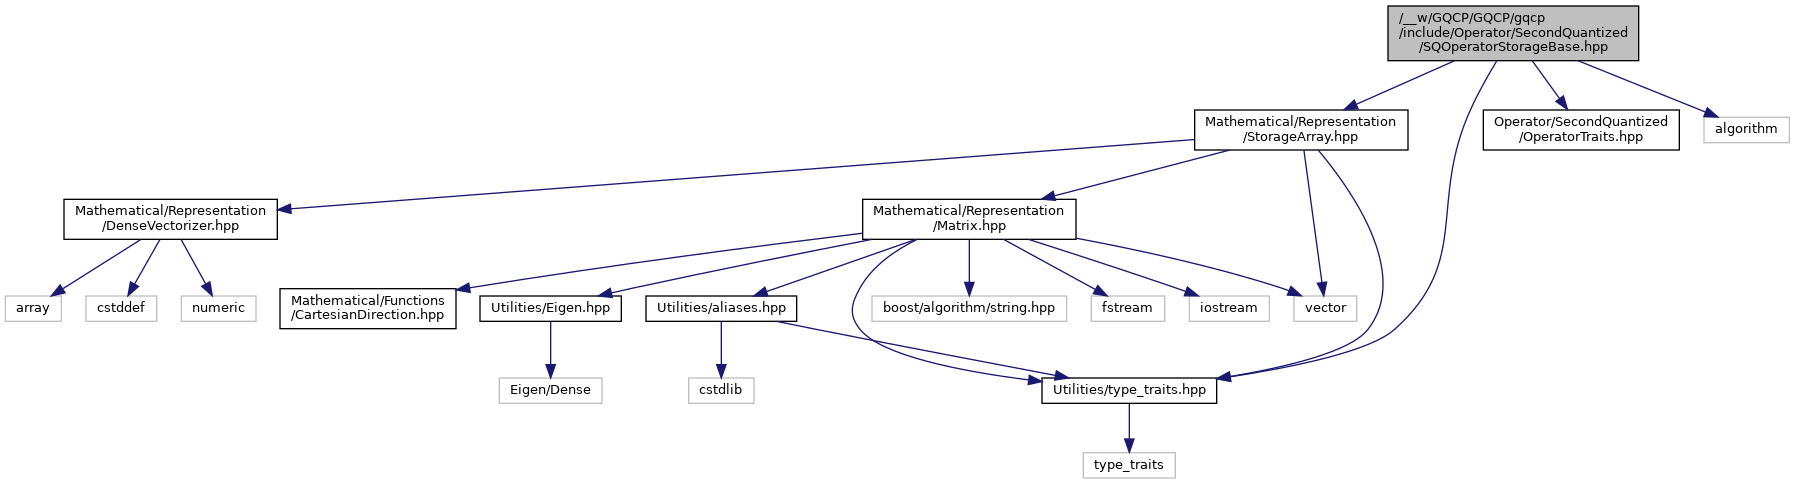 /__w/GQCP/GQCP/gqcp
/include/Operator/SecondQuantized
/SQOperatorStorageBase.hpp
Mathematical/Representation
/StorageArray.hpp
Operator/SecondQuantized
/OperatorTraits.hpp
algorithm
Mathematical/Representation
/DenseVectorizer.hpp
Mathematical/Representation
/Matrix.hpp
array
cstddef
numeric
Mathematical/Functions
/CartesianDirection.hpp
Utilities/Eigen.hpp
Utilities/aliases.hpp
boost/algorithm/string.hpp
fstream
iostream
vector
Eigen/Dense
cstdlib
Utilities/type_traits.hpp
type_traits